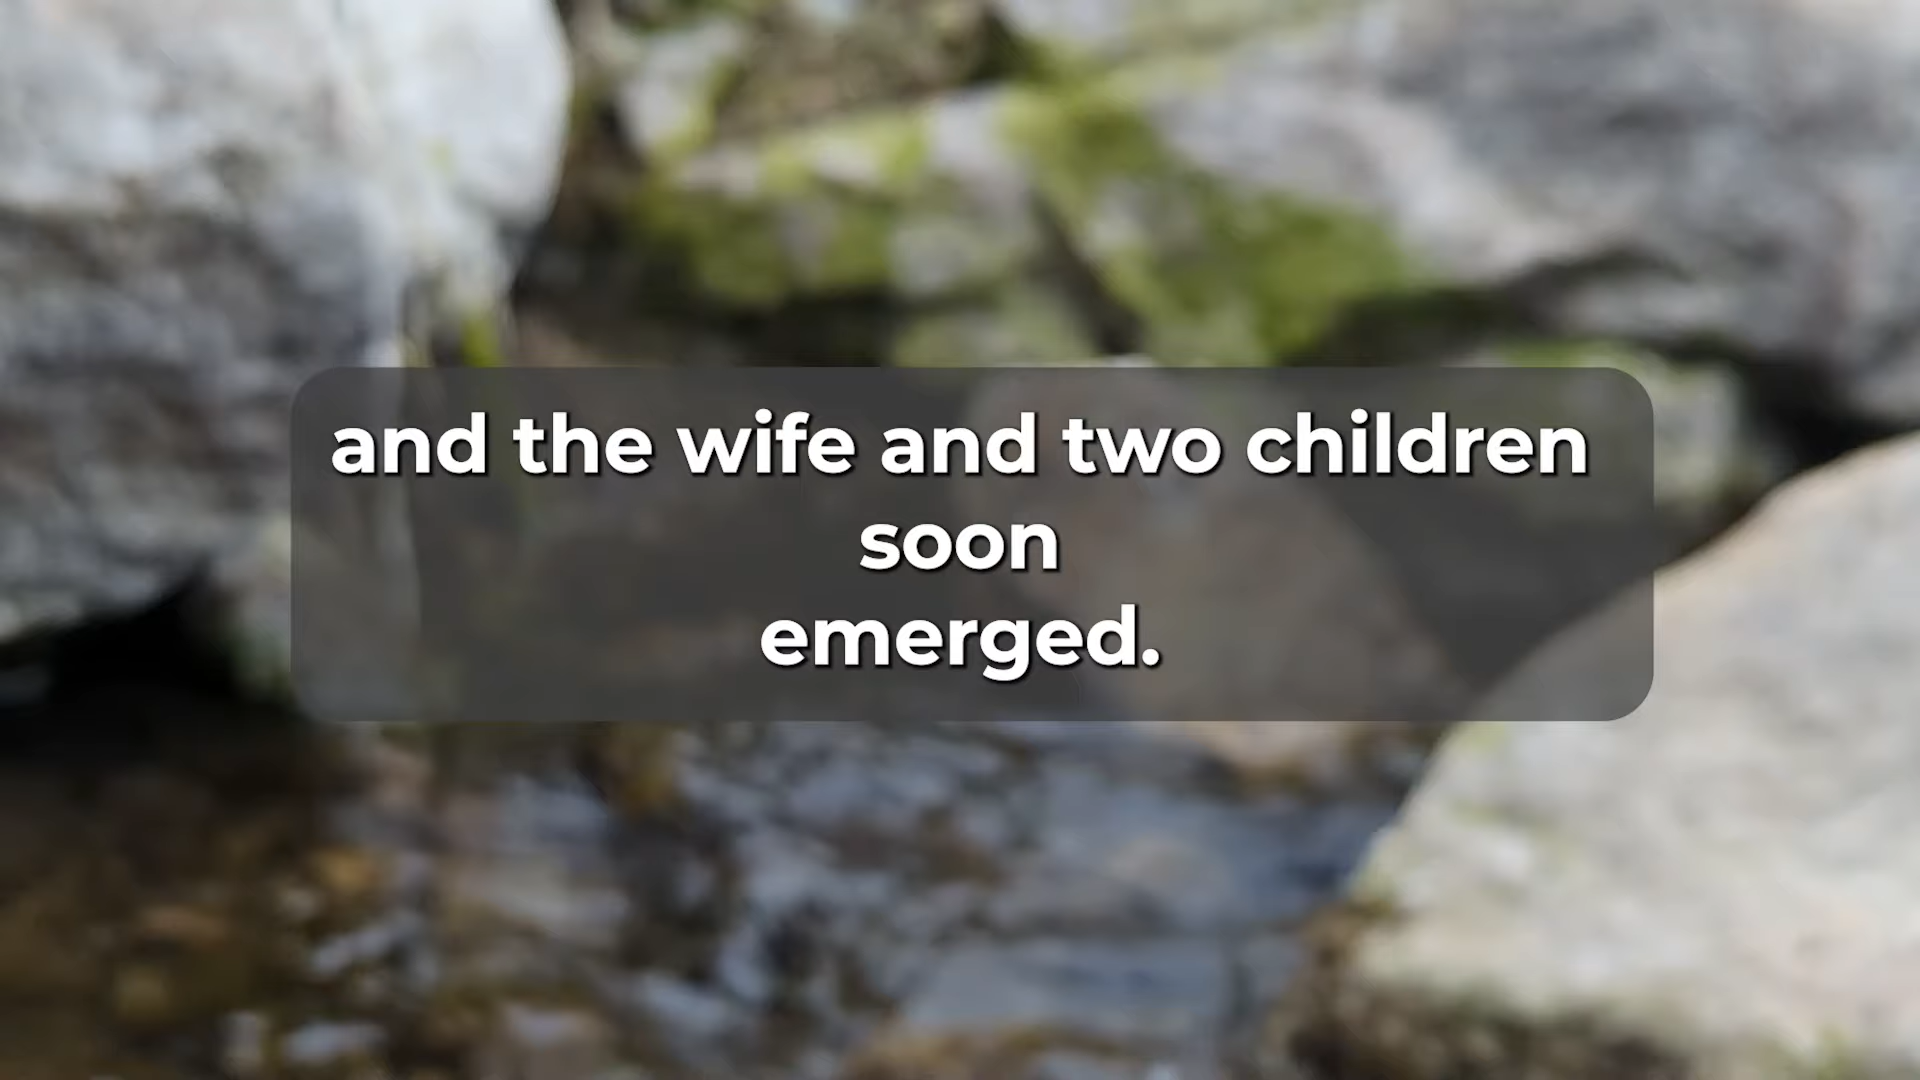 and the wife and two children
soon
emerged.